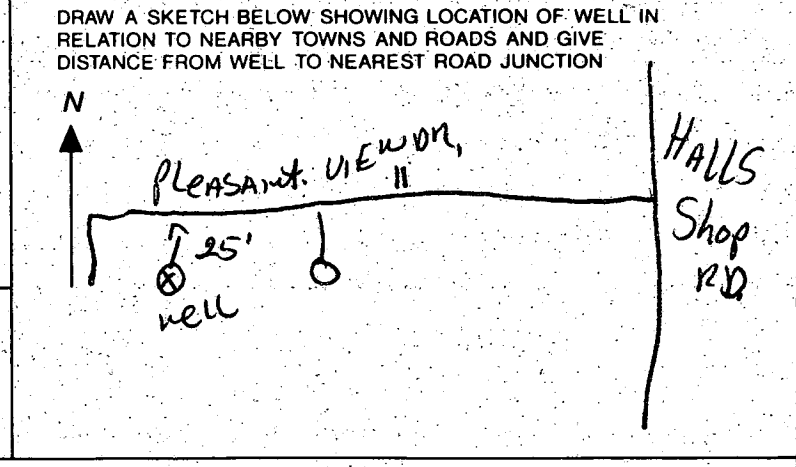 DRAW A SKETCH BELOW SHOWING LOCATION OF WELL IN
RELATION TO NEARBY TOWNS AND ROADS AND GIVE
DISTANCE FROM WELL TO NEAREST ROAD JUNCTION
N
PLEASANT. VIEW DR,
HALLS
Shop
RD.
25'
well